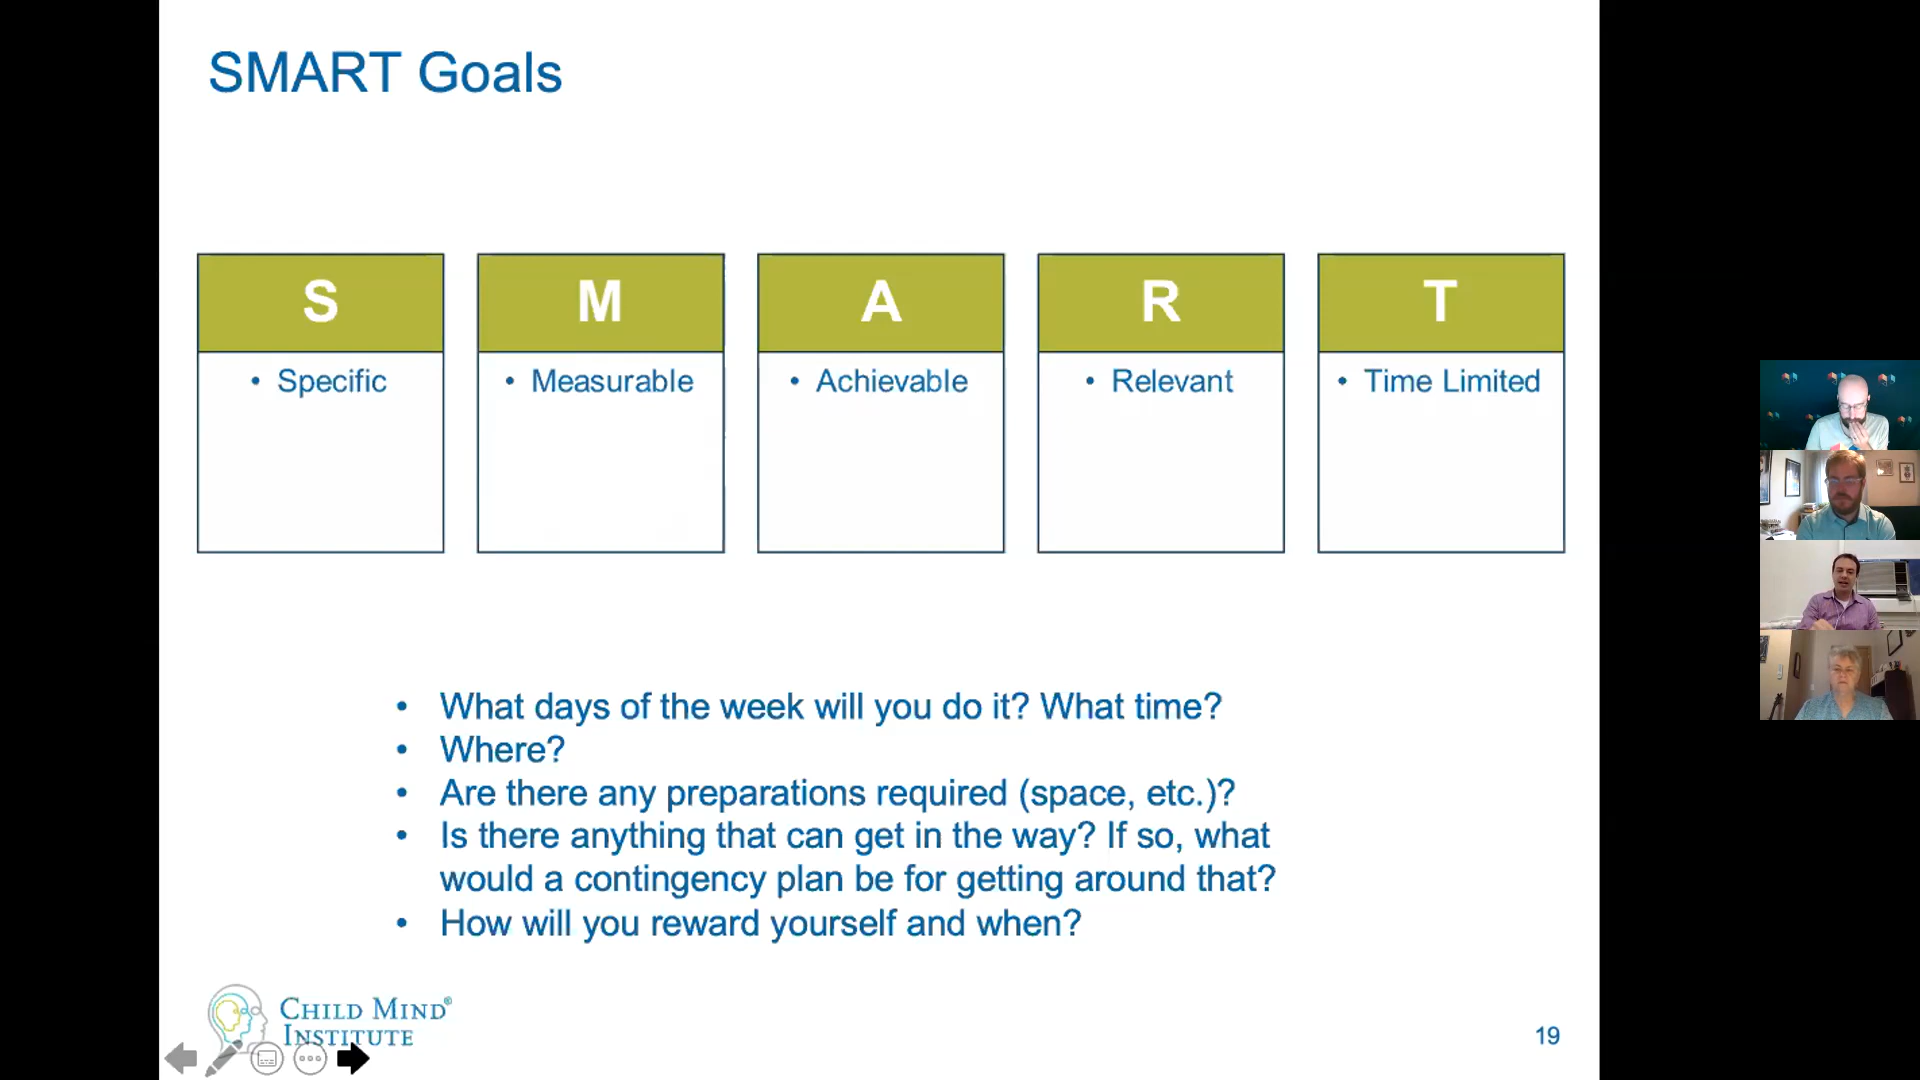 SMART Goals
S
M
A
R
T
• Specific
• Measurable
• Achievable
• Relevant
• Time Limited
• What days of the week will you do it? What time?
• Where?
• Are there any preparations required (space, etc.)?
• Is there anything that can get in the way? If so, what
would a contingency plan be for getting around that?
• How will you reward yourself and when?
CHILD MIND®
INSTITUTE
19